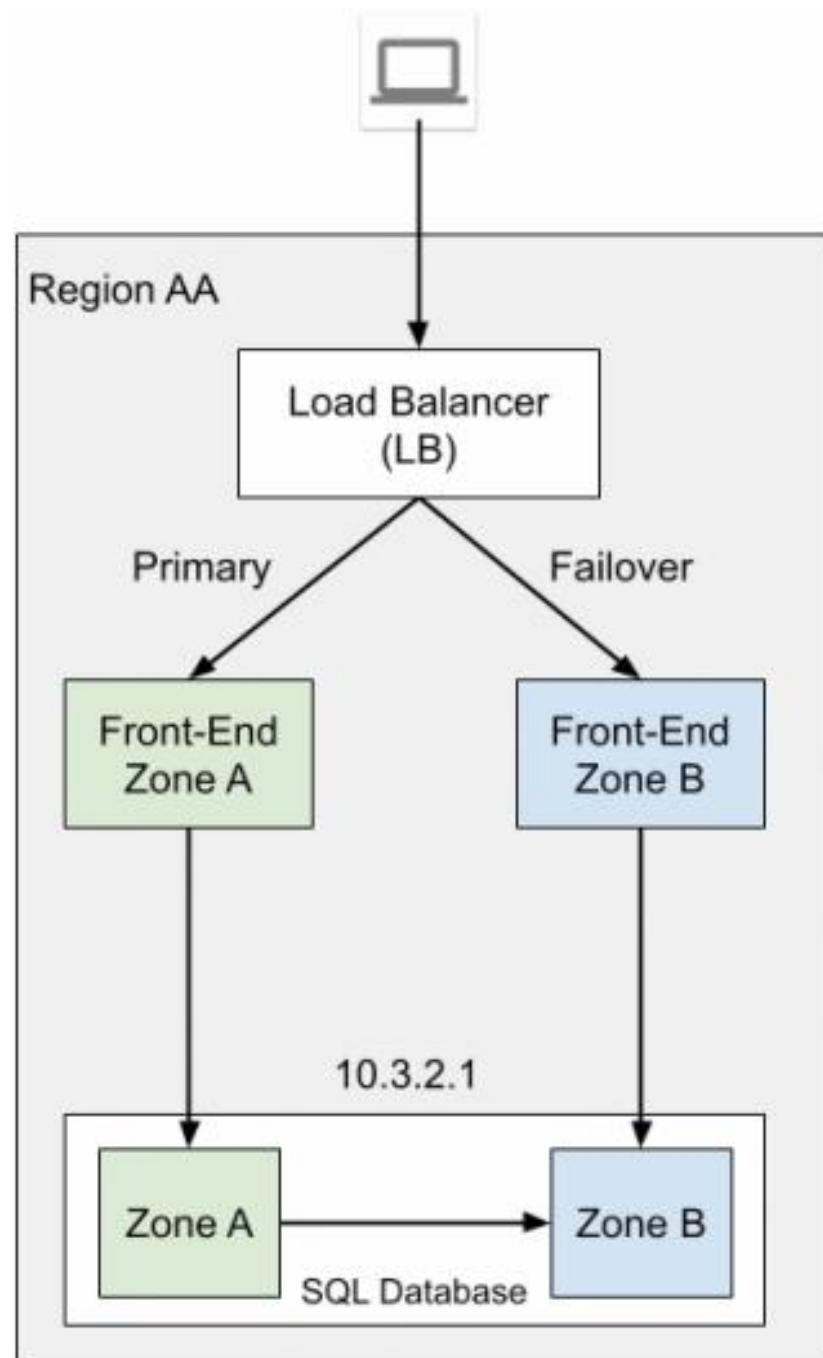 Region AA
Load Balancer
(LB)
Primary
Failover
Front-End
Zone A
Front-End
Zone B
10.3.2.1
Zone A
Zone B
SQL Database